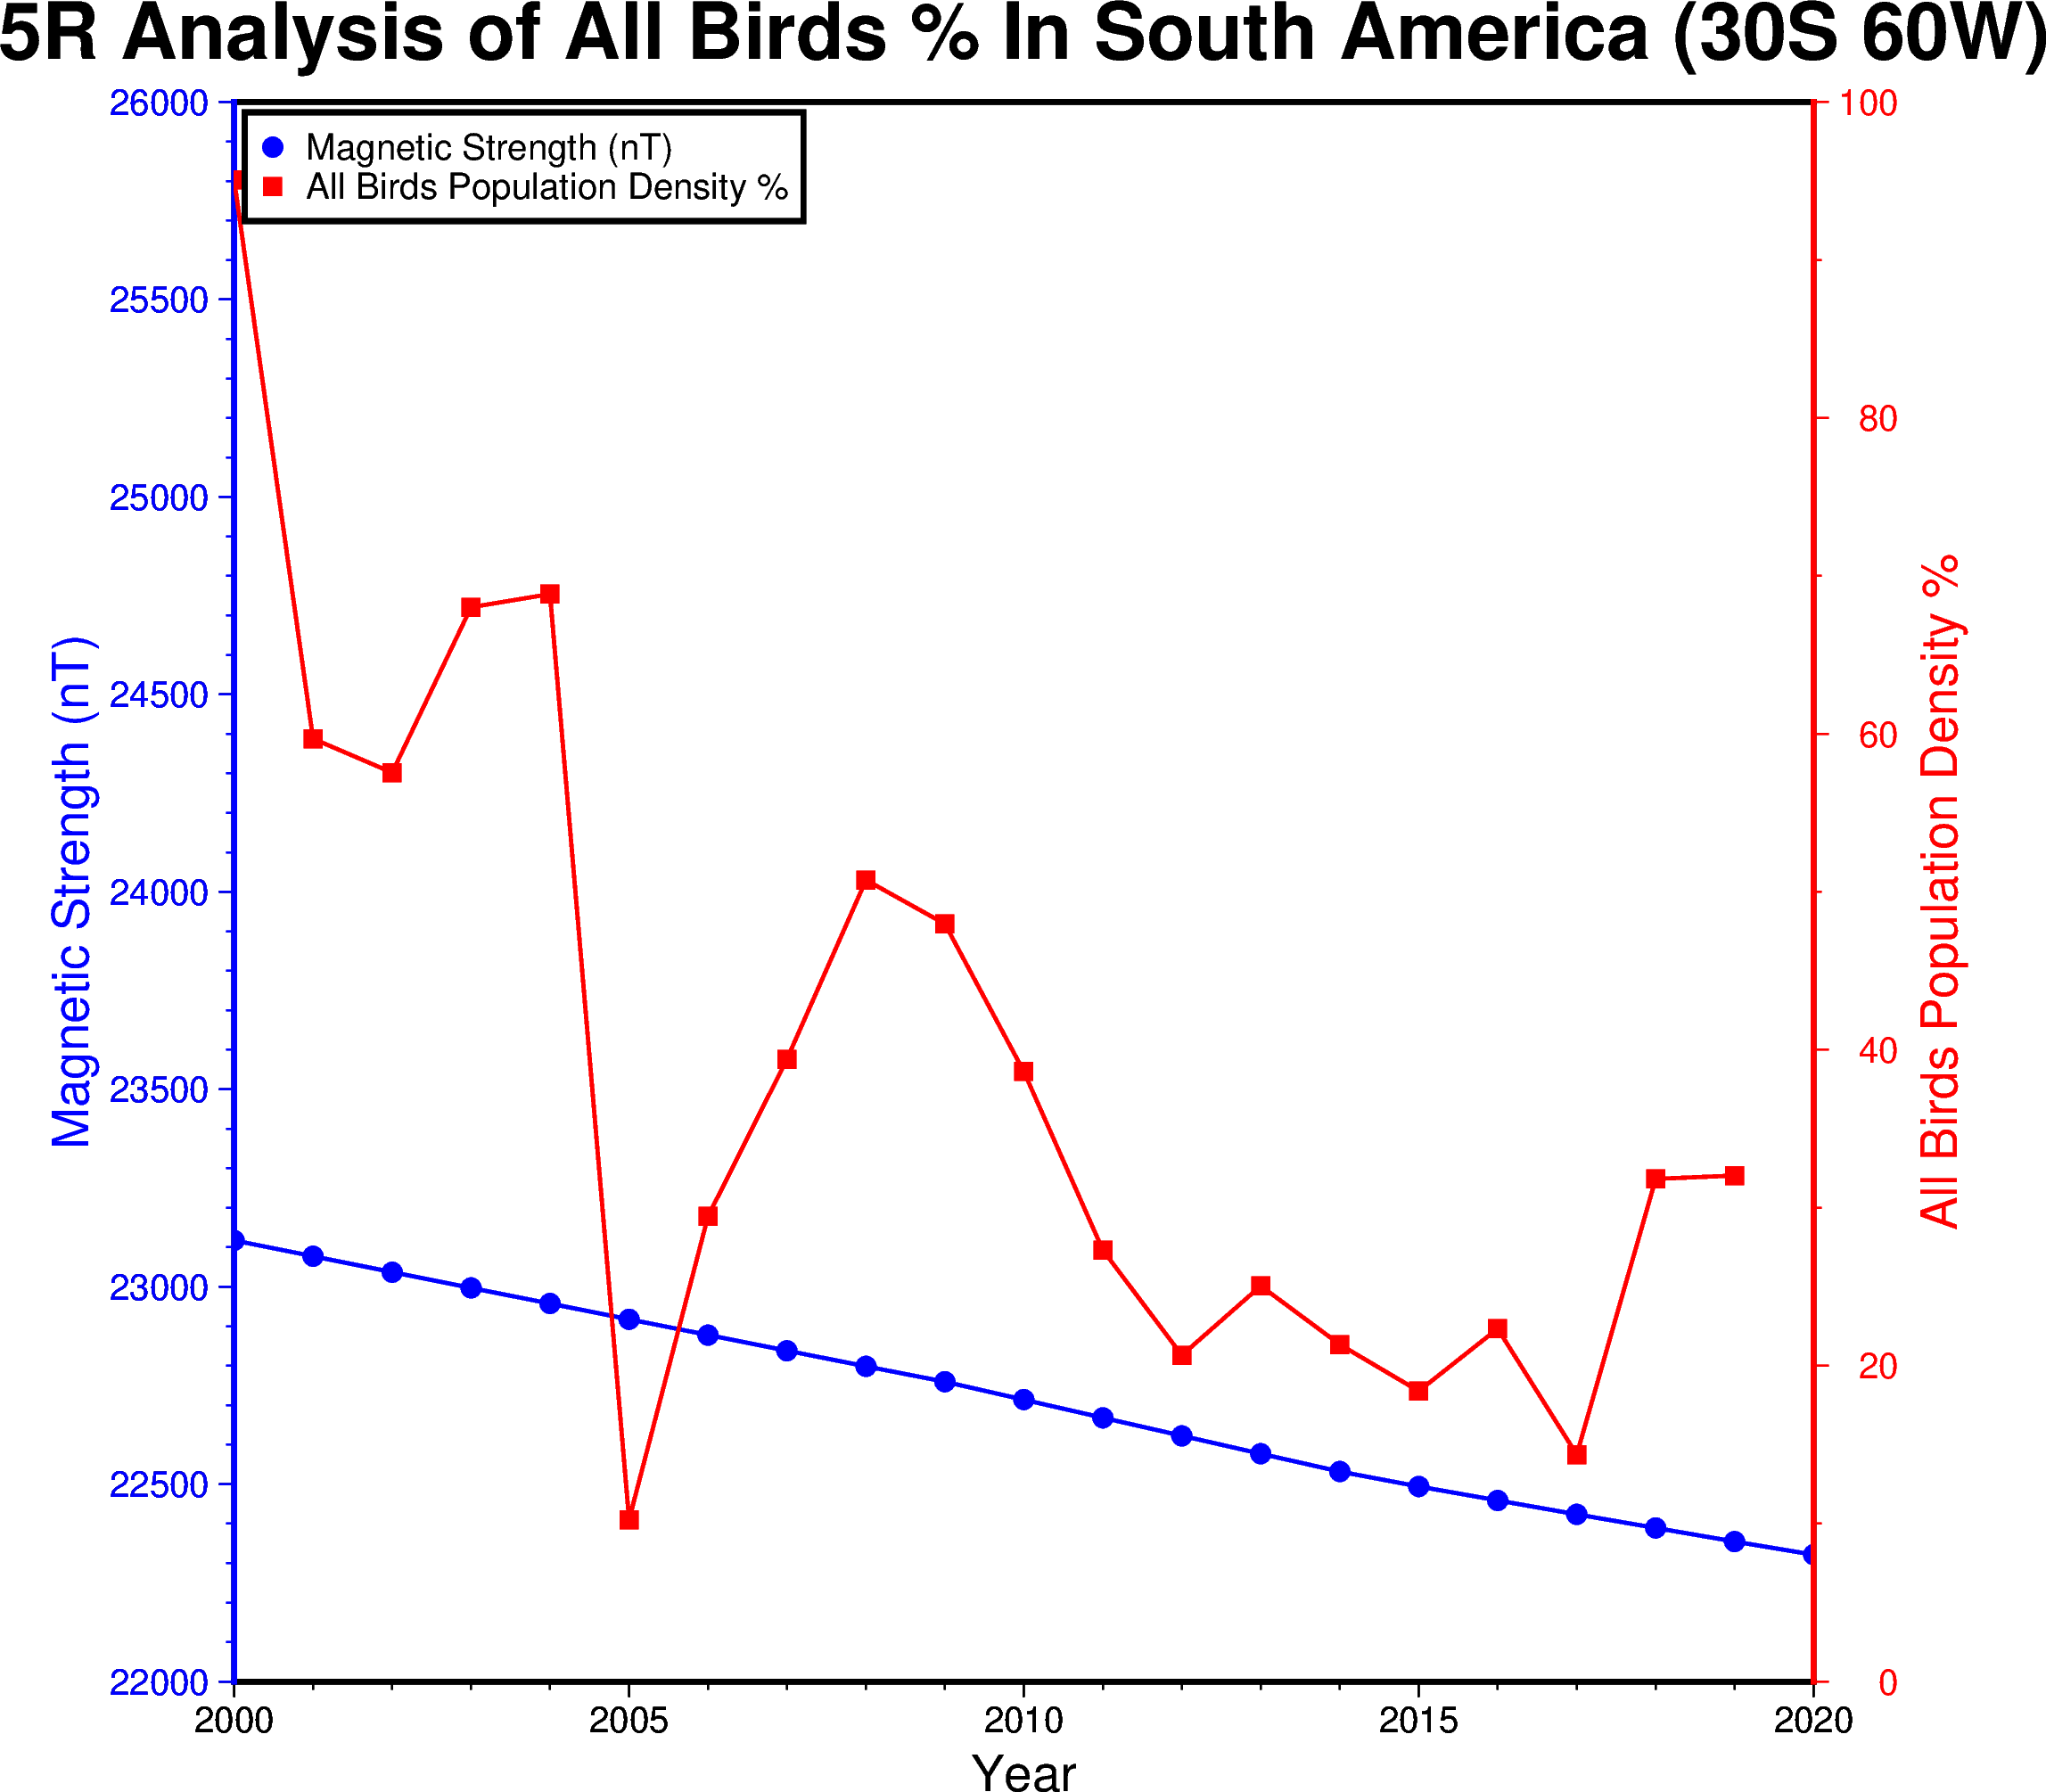 5R Analysis of All Birds % In South America (30S 60W)
Magnetic Strength (nT)
All Birds Population Density %
26000
25500
25000
24500
24000
23500
23000
22500
22000
Magnetic Strength (nT)
100
80
60
40
20
0
All Birds Population Density %
2000 2005 2010 2015 2020
Year